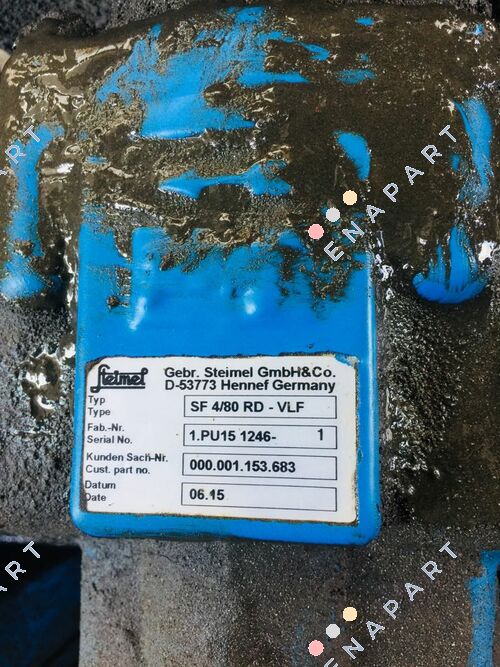 ENAPART
Steimel
Gebr. Steimel GmbH&Co.
D-53773 Hennef Germany
Typ
Type
SF 4/80 RD - VLF
Fab.-Nr.
Serial No.
1.PU15 1246- 1
Kunden Sach-Nr.
Cust. part no.
000.001.153.683
Datum
Date
06.15
ENAPART